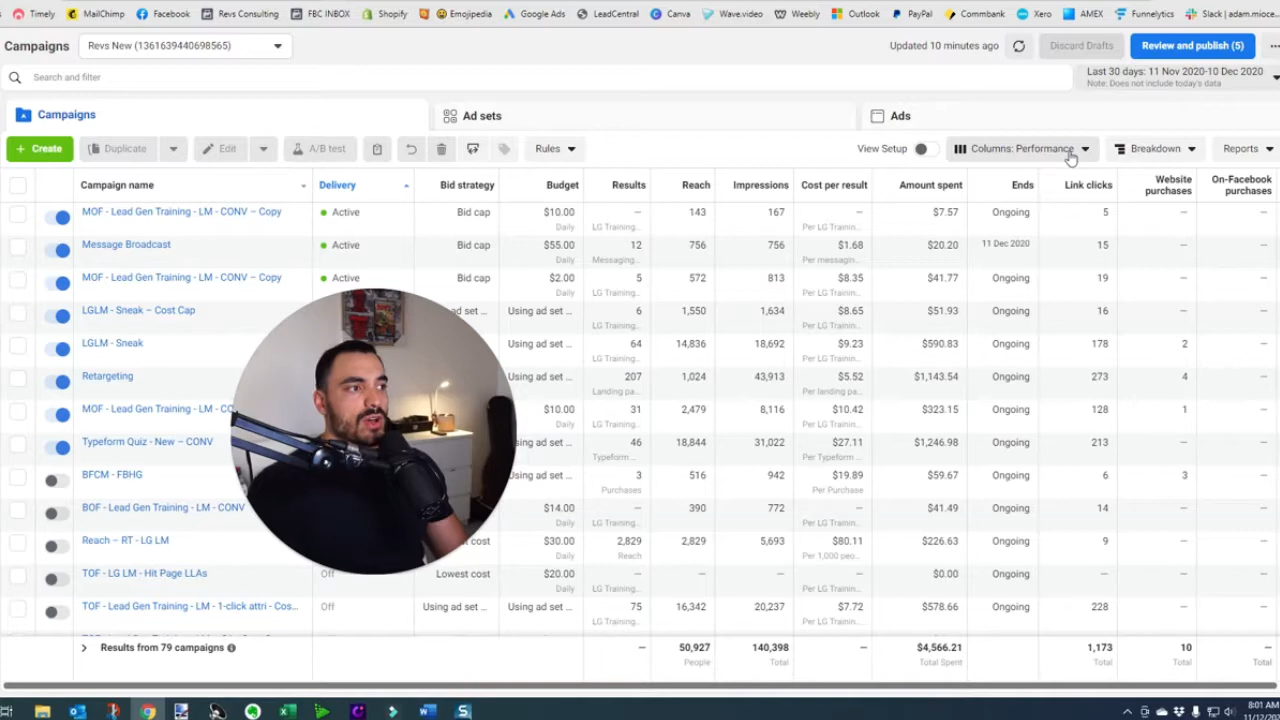 Timely MailChimp Facebook Revs Consulting FBC INBOX Shopify Emojipedia Google Ads LeadCentral Canva Wave.video Weebly Outlook PayPal Commbank Xero AMEX Funnelytics Slack | adam.mioce...
Campaigns Revs New (1361639440698565) Updated 10 minutes ago Discard Drafts Review and publish (5)
Search and filter
Last 30 days: 11 Nov 2020-10 Dec 2020
Note: Does not include today's data
Campaigns Ad sets Ads
+ Create Duplicate Edit A/B test Rules View Setup Columns: Performance Breakdown Reports
Campaign name Delivery Bid strategy Budget Results Reach Impressions Cost per result Amount spent Ends Link clicks Website purchases On-Facebook purchases
MOF - Lead Gen Training - LM - CONV – Copy Active Bid cap $10.00 — 143 167 — $7.57 Ongoing 5 — —
Daily LG Training... Per LG Trainin...
Message Broadcast Active Bid cap $55.00 12 756 756 $1.68 $20.20 11 Dec 2020 15 — —
Daily Messaging... Per messagin...
MOF - Lead Gen Training - LM - CONV – Copy Active Bid cap $2.00 5 572 813 $8.35 $41.77 Ongoing 19 — —
Daily LG Training... Per LG Trainin...
LGLM - Sneak – Cost Cap ad set ... Using ad set ... 6 1,550 1,634 $8.65 $51.93 Ongoing 16 — —
LG Training... Per LG Trainin...
LGLM - Sneak Using ad set ... 64 14,836 18,692 $9.23 $590.83 Ongoing 178 2 —
LG Training... Per LG Trainin...
Retargeting Using ad set ... 207 1,024 43,913 $5.52 $1,143.54 Ongoing 273 4 —
Landing pa... Per landing pa...
MOF - Lead Gen Training - LM - CO $10.00 31 2,479 8,116 $10.42 $323.15 Ongoing 128 1 —
Daily LG Training... Per LG Trainin...
Typeform Quiz - New – CONV Using ad set ... 46 18,844 31,022 $27.11 $1,246.98 Ongoing 213 — —
Typeform ... Per Typeform ...
BFCM - FBHG Using ad set ... 3 516 942 $19.89 $59.67 Ongoing 6 3 —
Purchases Per Purchase
BOF - Lead Gen Training - LM - CONV $14.00 — 390 772 — $41.49 Ongoing 14 — —
Daily LG Training... Per LG Trainin...
Reach – RT - LG LM cost $30.00 2,829 2,829 5,693 $80.11 $226.63 Ongoing 9 — —
Daily Reach Per 1,000 peo...
TOF - LG LM - HIt Page LLAs Off Lowest cost $20.00 — — — — $0.00 Ongoing — — —
Daily LG Training... Per LG Trainin...
TOF - Lead Gen Training - LM - 1-click attri - Cos... Off Using ad set ... Using ad set ... 75 16,342 20,237 $7.72 $578.66 Ongoing 228 — —
LG Training... Per LG Trainin...
Results from 79 campaigns — 50,927 140,398 — $4,566.21 1,173 10 —
People Total Total Spent Total Total Total
8:01 AM